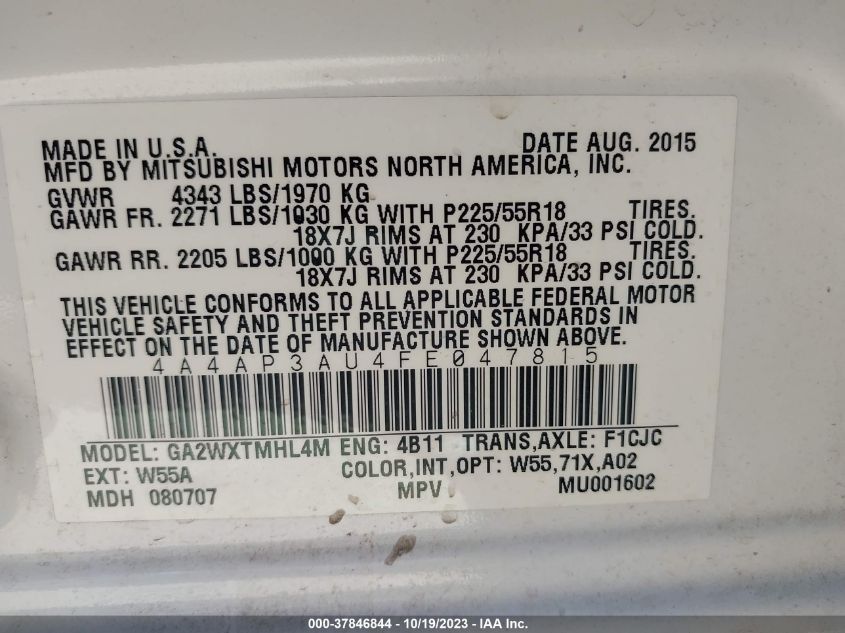 MADE IN U.S.A. DATE AUG. 2015
MFD BY MITSUBISHI MOTORS NORTH AMERICA, INC.
GVWR 4343 LBS/1970 KG
GAWR FR. 2271 LBS/1030 KG WITH P225/55R18 TIRES.
18X7J RIMS AT 230 KPA/33 PSI COLD.
GAWR RR. 2205 LBS/1000 KG WITH P225/55R18 TIRES.
18X7J RIMS AT 230 KPA/33 PSI COLD.
THIS VEHICLE CONFORMS TO ALL APPLICABLE FEDERAL MOTOR
VEHICLE SAFETY AND THEFT PREVENTION STANDARDS IN
EFFECT ON THE DATE OF MANUFACTURE SHOWN ABOVE.
4A4AP3AU4FE047815
MODEL: GA2WXTMHL4M ENG: 4B11 TRANS,AXLE: F1CJC
EXT: W55A COLOR,INT,OPT: W55,71X,A02
MDH 080707 MPV MU001602
000-37846844 - 10/19/2023 - IAA Inc.